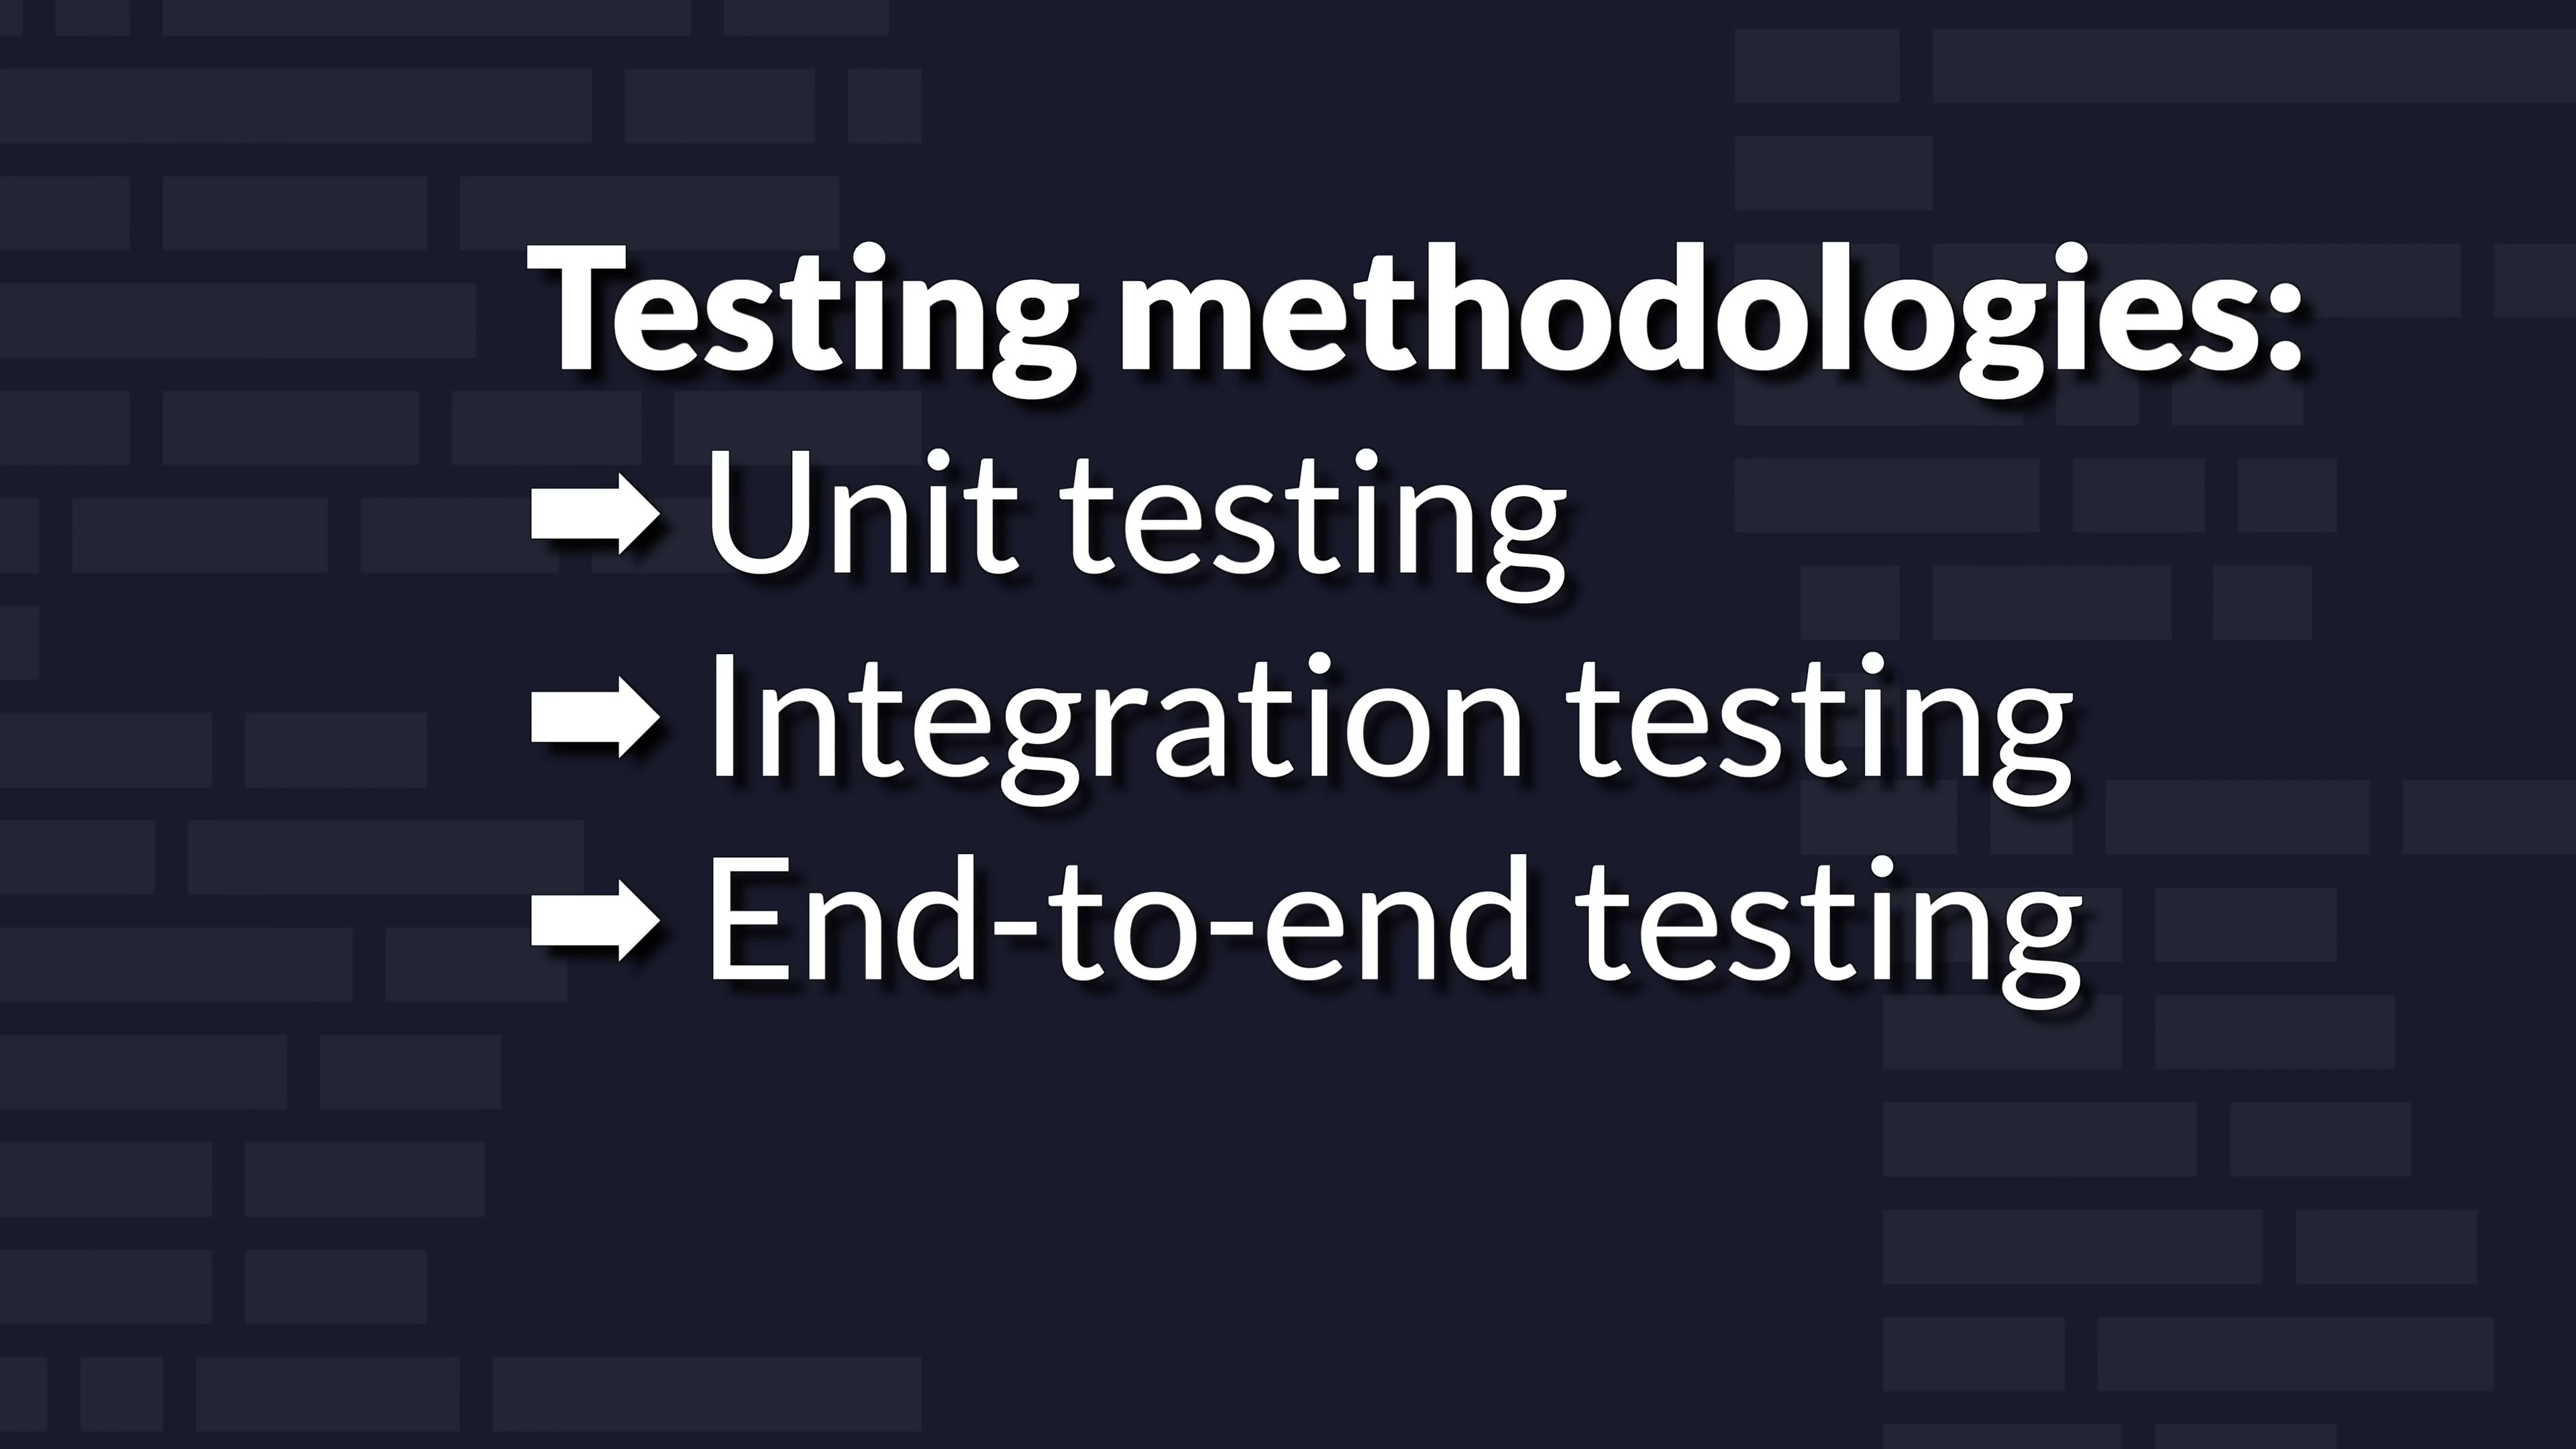 Testing methodologies:
➡ Unit testing
➡ Integration testing
➡ End-to-end testing